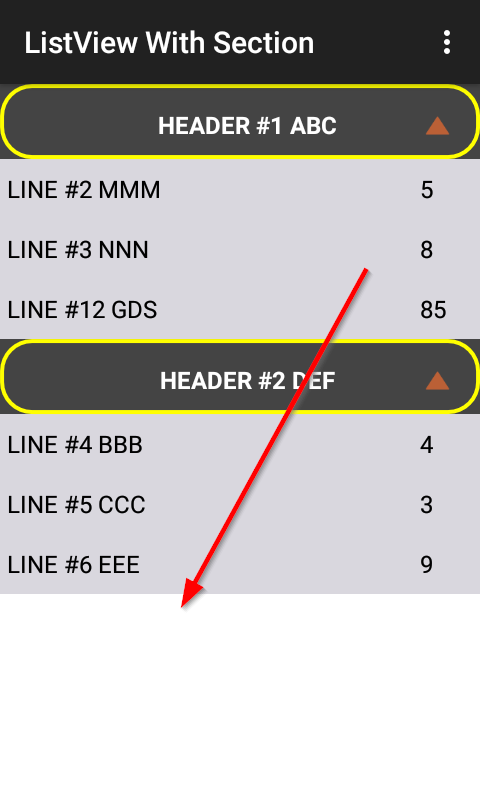 ListView With Section
HEADER #1 ABC
LINE #2 MMM 5
LINE #3 NNN 8
LINE #12 GDS 85
HEADER #2 DEF
LINE #4 BBB 4
LINE #5 CCC 3
LINE #6 EEE 9